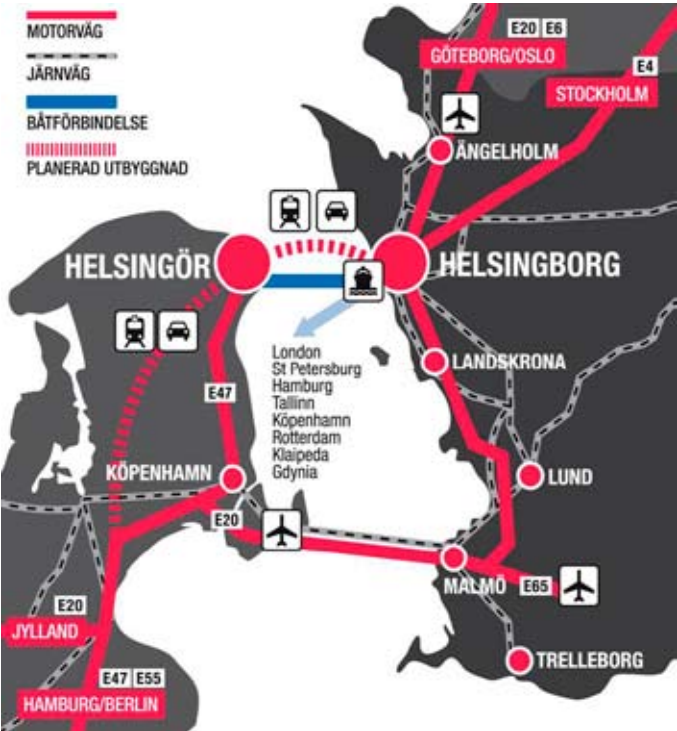 MOTORVÄG
JÄRNVÄG
BÅTFÖRBINDELSE
PLANERAD UTBYGGNAD
E20 E6
GÖTEBORG/OSLO
E4
STOCKHOLM
ÄNGELHOLM
HELSINGÖR
HELSINGBORG
London
St Petersburg
Hamburg
Tallinn
Köpenhamn
Rotterdam
Klaipeda
Gdynia
LANDSKRONA
E47
KÖPENHAMN
LUND
E20
MALMÖ
E65
E20
JYLLAND
TRELLEBORG
E47 E55
HAMBURG/BERLIN